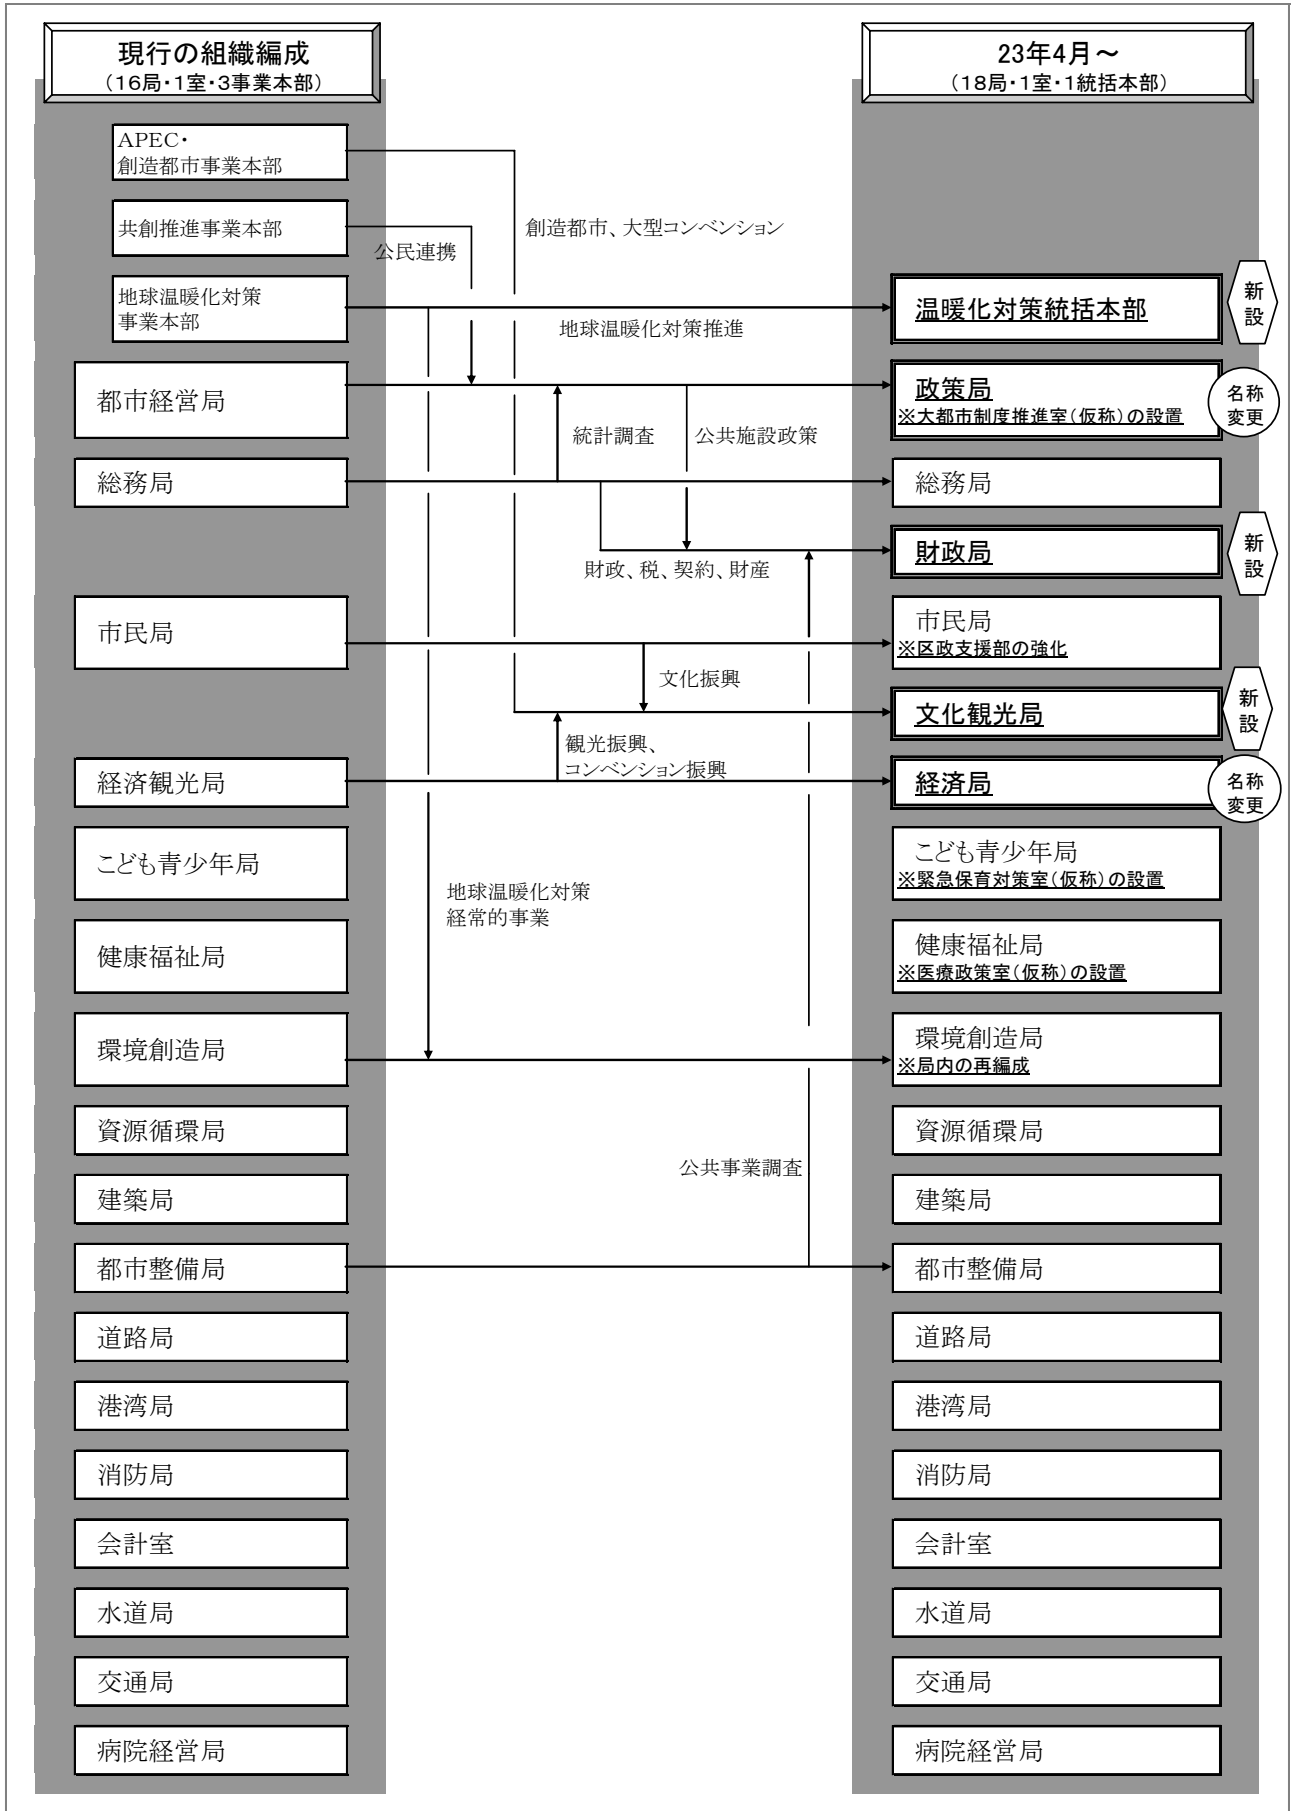 現行の組織編成
（16局・1室・3事業本部）
APEC・
創造都市事業本部
共創推進事業本部
地球温暖化対策
事業本部
都市経営局
総務局
市民局
経済観光局
こども青少年局
健康福祉局
環境創造局
資源循環局
建築局
都市整備局
道路局
港湾局
消防局
会計室
水道局
交通局
病院経営局
創造都市、大型コンベンション
公民連携
地球温暖化対策推進
統計調査
公共施設政策
財政、税、契約、財産
文化振興
観光振興、
コンベンション振興
地球温暖化対策
経常的事業
公共事業調査
23年4月～
（18局・1室・1統括本部）
温暖化対策統括本部
新設
政策局
※大都市制度推進室（仮称）の設置
名称
変更
総務局
財政局
新設
市民局
※区政支援部の強化
文化観光局
新設
経済局
名称
変更
こども青少年局
※緊急保育対策室（仮称）の設置
健康福祉局
※医療政策室（仮称）の設置
環境創造局
※局内の再編成
資源循環局
建築局
都市整備局
道路局
港湾局
消防局
会計室
水道局
交通局
病院経営局